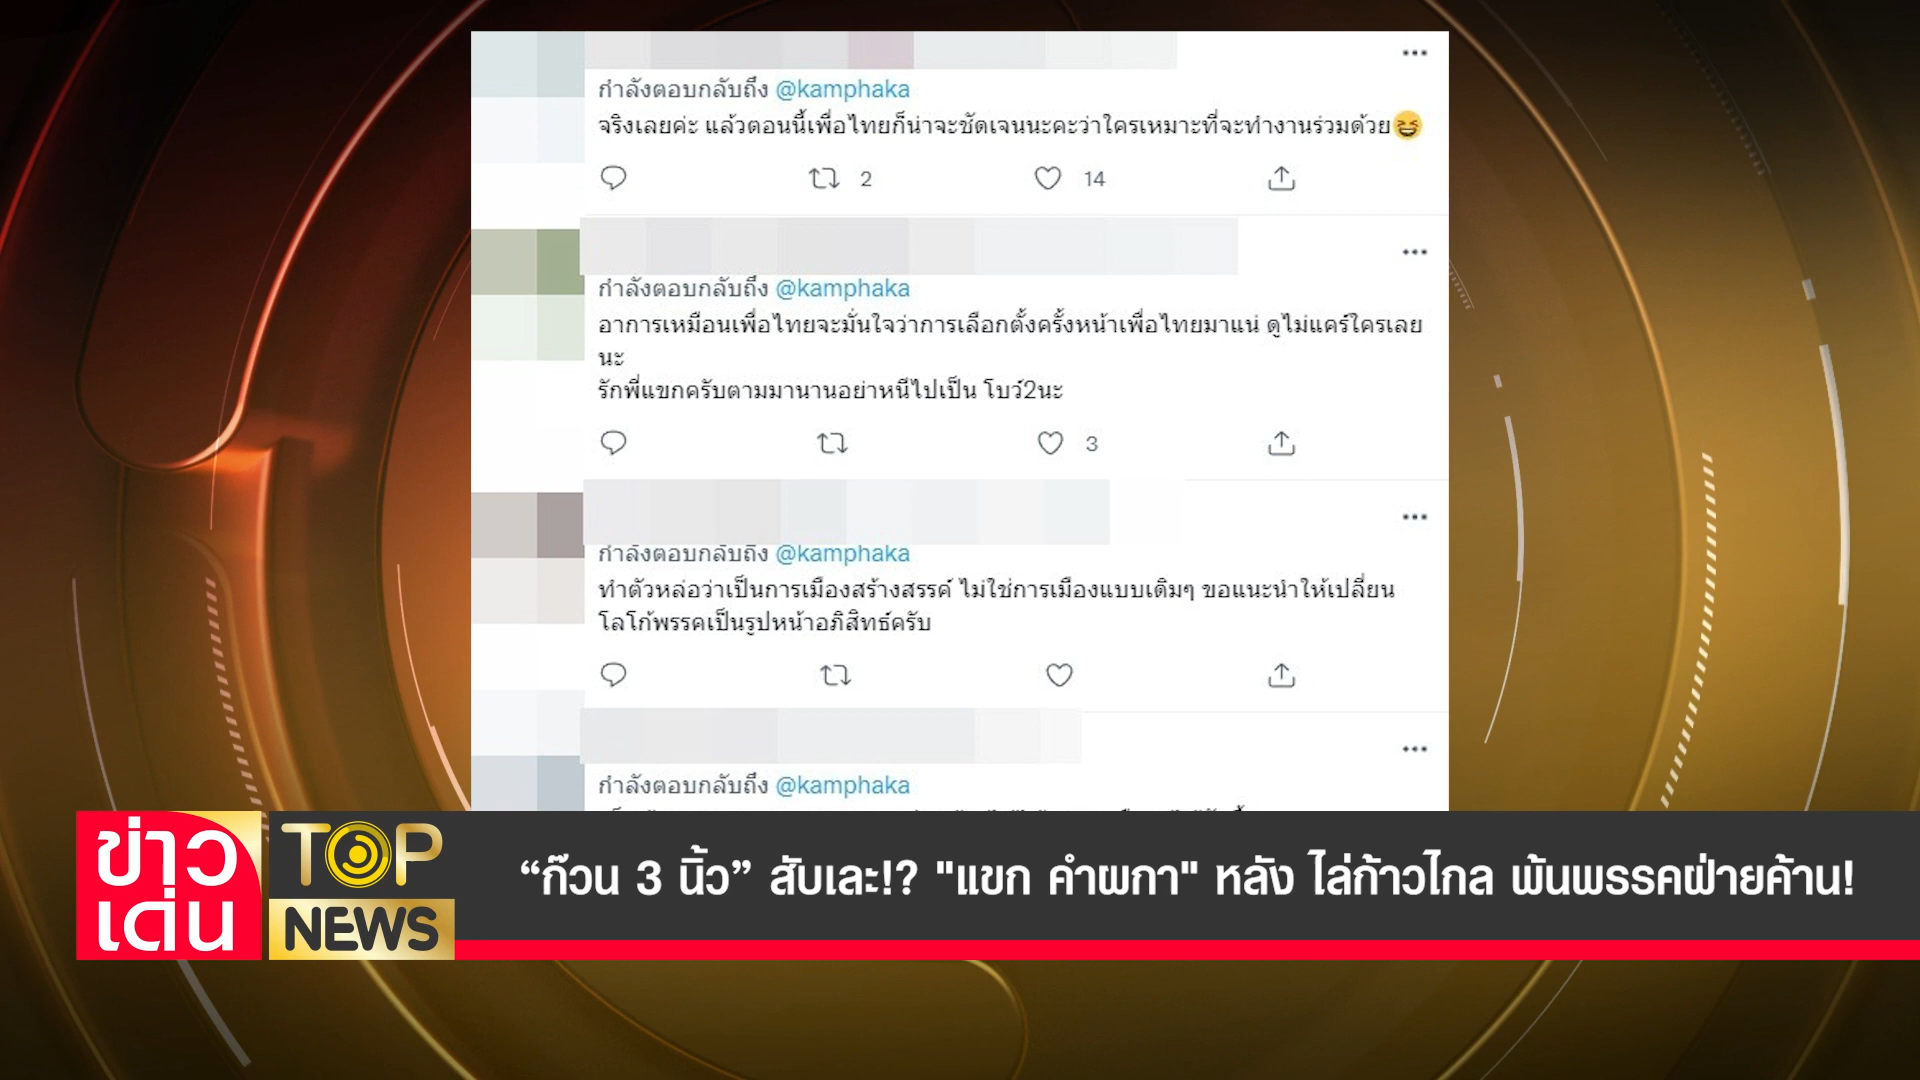 กำลังตอบกลับถึง @kamphaka
จริงเลยค่ะ แล้วตอนนี้เพื่อไทยก็น่าจะชัดเจนนะคะว่าใครเหมาะที่จะทำงานร่วมด้วย😆
2 14
กำลังตอบกลับถึง @kamphaka
อาการเหมือนเพื่อไทยจะมั่นใจว่าการเลือกตั้งครั้งหน้าเพื่อไทยมาแน่ ดูไม่แคร์ใครเลย
นะ
รักพี่แขกครับตามมานานอย่าหนีไปเป็น โบว์2นะ
3
กำลังตอบกลับถึง @kamphaka
ทำตัวหล่อว่าเป็นการเมืองสร้างสรรค์ ไม่ใช่การเมืองแบบเดิมๆ ขอแนะนำให้เปลี่ยน
โลโก้พรรคเป็นรูปหน้าอภิสิทธ์ครับ
กำลังตอบกลับถึง @kamphaka
ข่าว
เด่น
TOP
NEWS
“ก๊วน 3 นิ้ว” สับเละ!? "แขก คำผกา" หลัง ไล่ก้าวไกล พ้นพรรคฝ่ายค้าน!